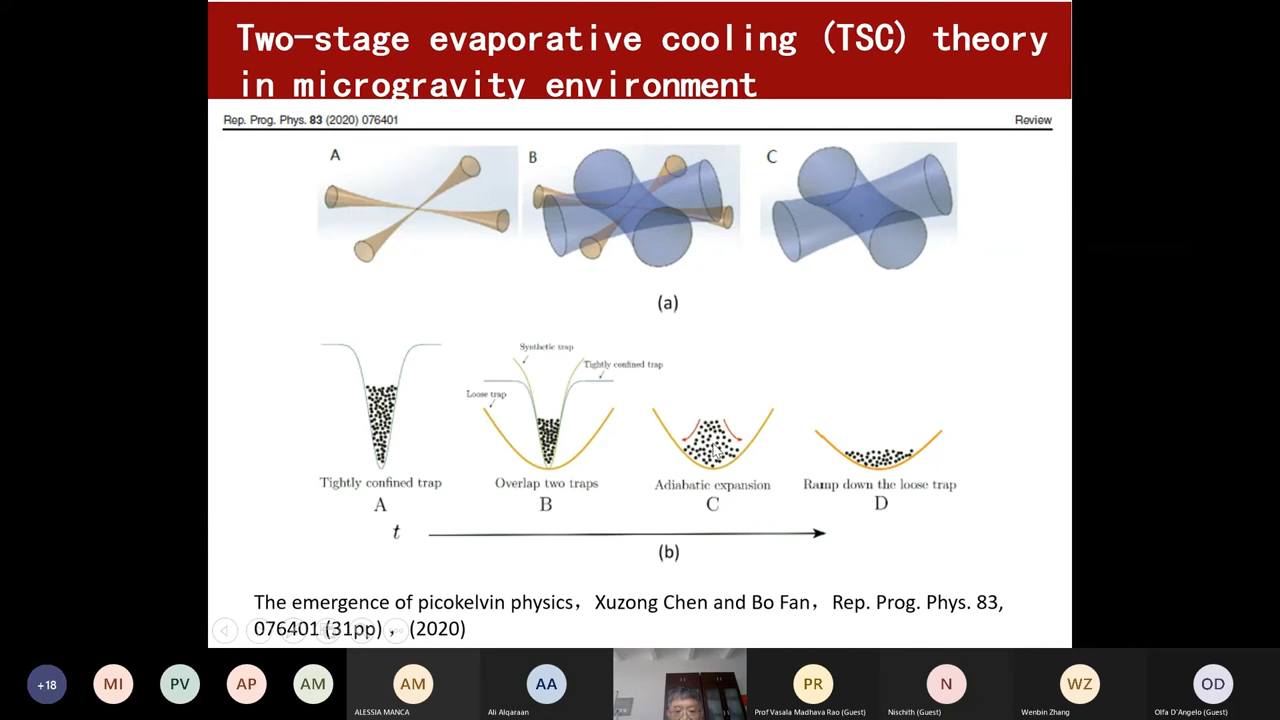 Two-stage evaporative cooling (TSC) theory
in microgravity environment
Rep. Prog. Phys. 83 (2020) 076401
Review
A
B
C
(a)
Synthetic trap
Tightly confined trap
Loose trap
Tightly confined trap
Overlap two traps
Adiabatic expansion
Ramp down the loose trap
A
B
C
D
t
(b)
The emergence of picokelvin physics，Xuzong Chen and Bo Fan，Rep. Prog. Phys. 83,
076401 (31pp)，(2020)
+18
MI
PV
AP
AM
AM
AA
PR
N
WZ
OD
ALESSIA MANCA
Ali Alqaraan
Prof Vasala Madhava Rao (Guest)
Nischith (Guest)
Wenbin Zhang
Olfa D'Angelo (Guest)